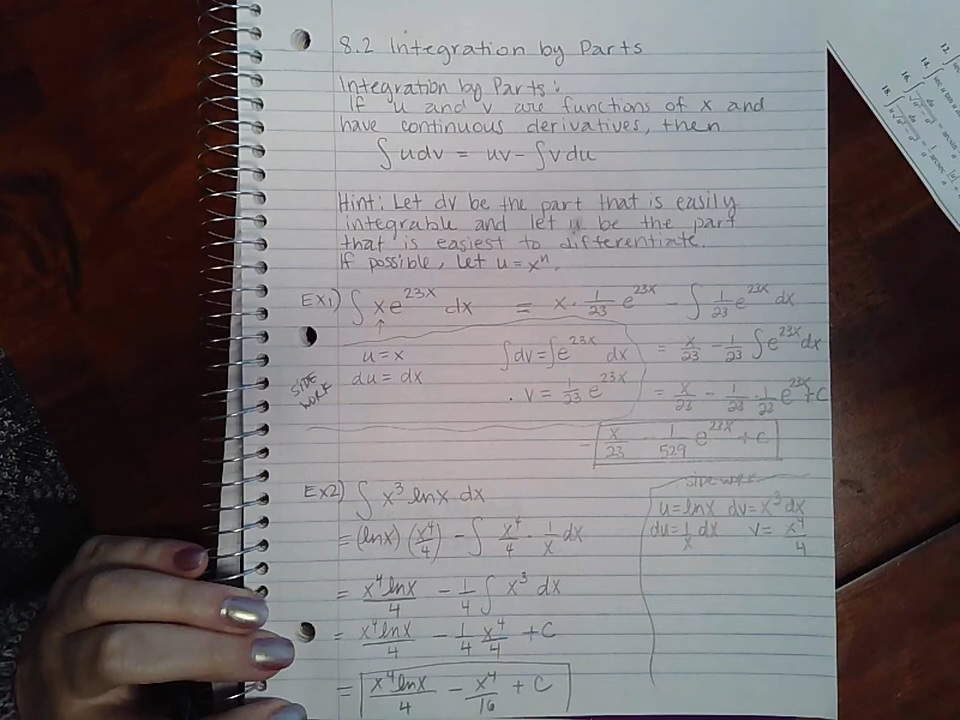 8.2 Integration by Parts
Integration by Parts:
If u and v are functions of x and
have continuous derivatives, then
∫ u dv = uv - ∫ v du
Hint: Let dv be the part that is easily
integrable and let u be the part
that is easiest to differentiate.
If possible, let u = xⁿ.
Ex1) ∫ x e^{23x} dx = x · 1/23 e^{23x} - ∫ 1/23 e^{23x} dx
↑
u = x
du = dx
SIDE WORK
∫ dv = ∫ e^{23x} dx
v = 1/23 e^{23x}
= x/23 - 1/23 ∫ e^{23x} dx
= x/23 - 1/23 · 1/23 e^{23x} + C
= x/23 - 1/529 e^{23x} + C
Ex2) ∫ x³ ln x dx
= (ln x)(x⁴/4) - ∫ x⁴/4 · 1/x dx
= x⁴ ln x/4 - 1/4 ∫ x³ dx
= x⁴ ln x/4 - 1/4 x⁴/4 + C
= x⁴ ln x/4 - x⁴/16 + C
side work
u = ln x dv = x³ dx
du = 1/x dx v = x⁴/4
12.
14.
16.
18.